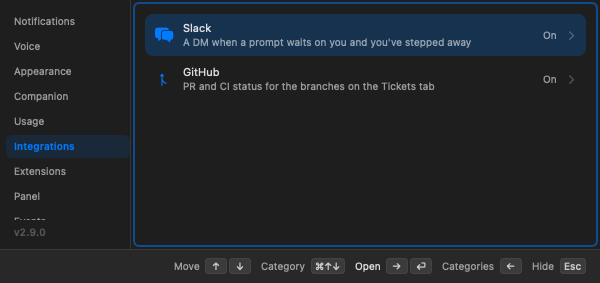 Notifications
Voice
Appearance
Companion
Usage
Integrations
Extensions
Panel
Events
v2.9.0
Slack
A DM when a prompt waits on you and you've stepped away
On
GitHub
PR and CI status for the branches on the Tickets tab
On
Move ↑ ↓ Category ⌘↑↓ Open → ↩ Categories ← Hide Esc